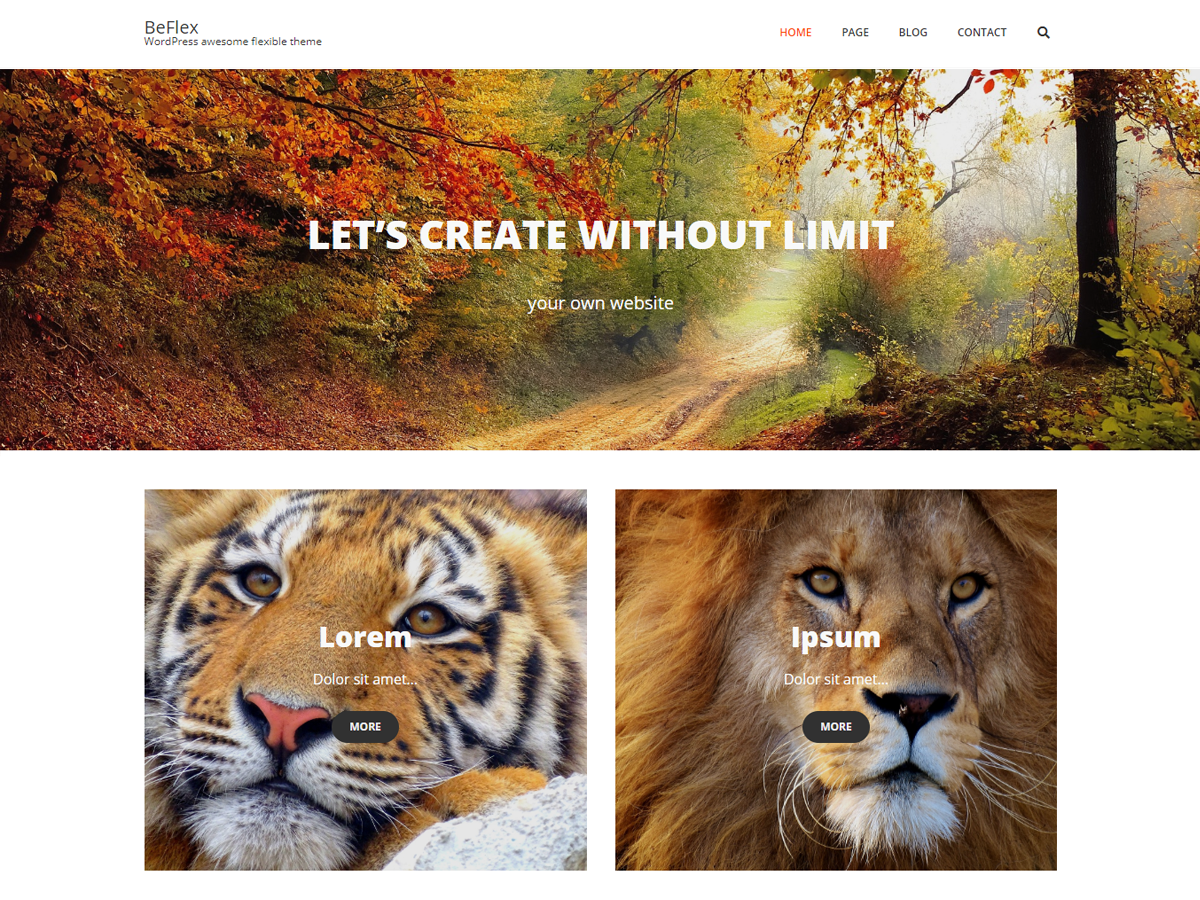 BeFlex
WordPress awesome flexible theme
HOME PAGE BLOG CONTACT
LET’S CREATE WITHOUT LIMIT
your own website
Lorem
Dolor sit amet...
MORE
Ipsum
Dolor sit amet...
MORE